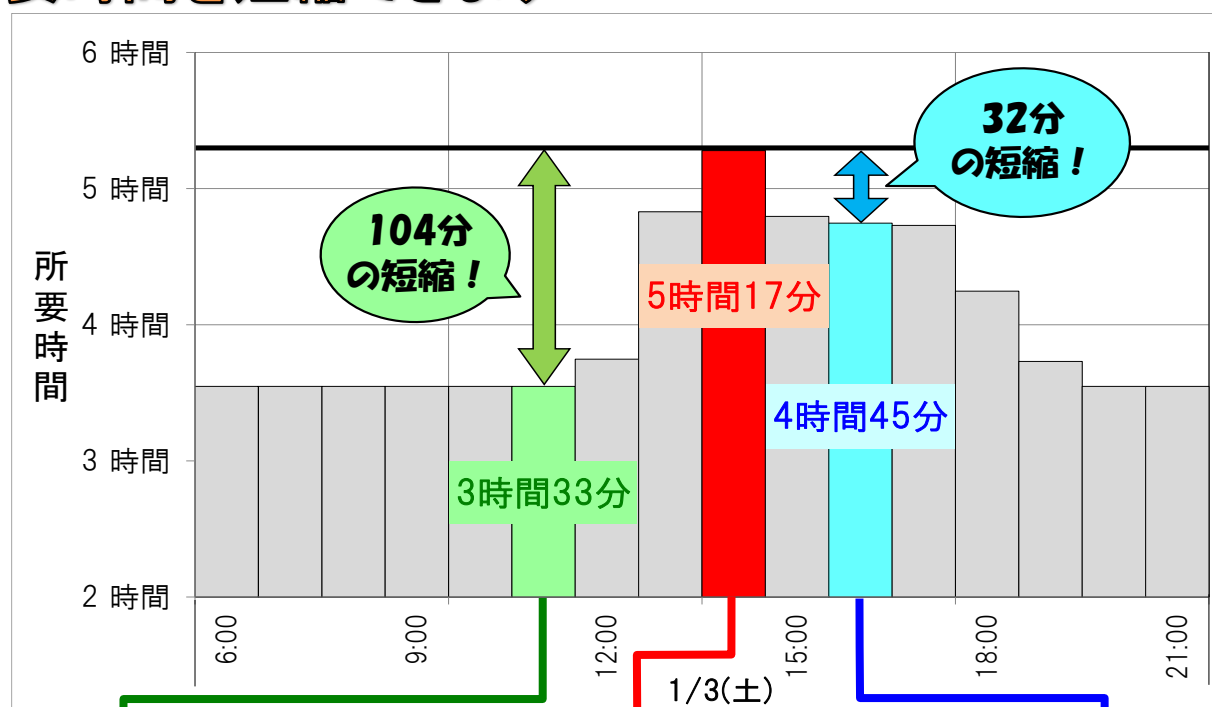 6 時間
5 時間
4 時間
3 時間
2 時間
所要時間
104分
の短縮！
32分
の短縮！
5時間17分
4時間45分
3時間33分
6:00
9:00
12:00
15:00
18:00
21:00
1/3(土)